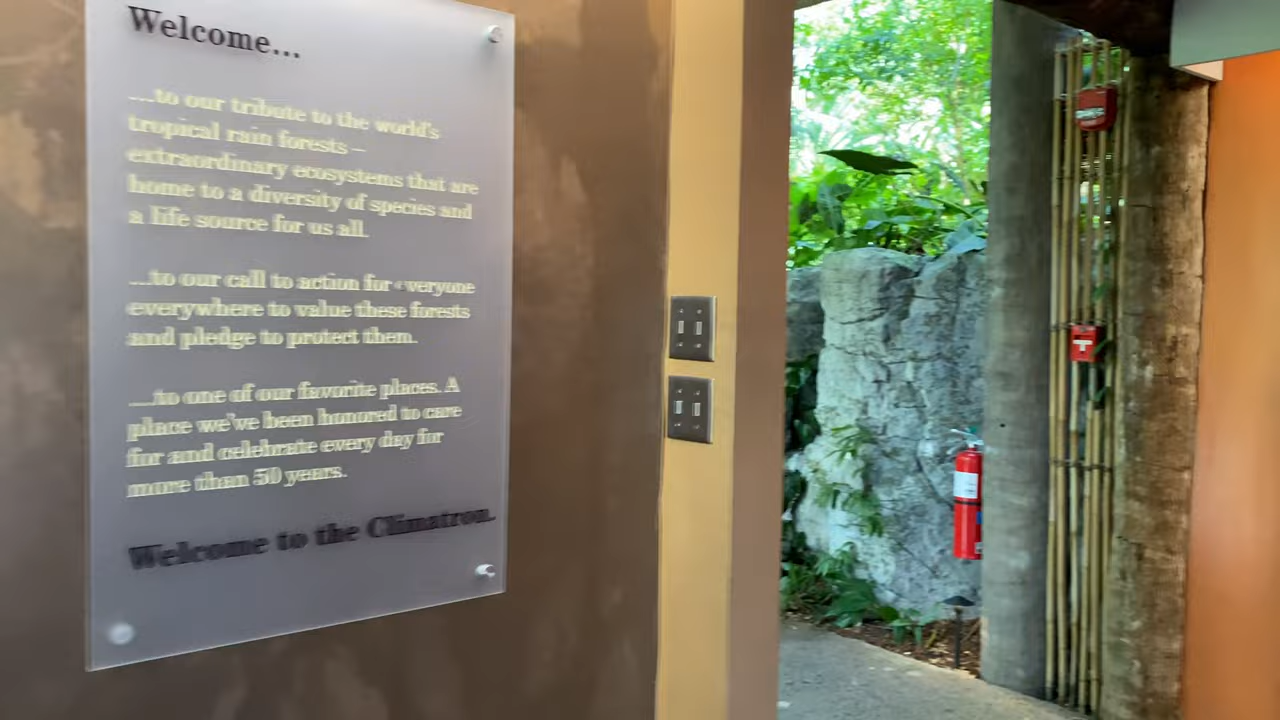 Welcome...
...to our tribute to the world's
tropical rain forests –
extraordinary ecosystems that are
home to a diversity of species and
a life source for us all.
...to our call to action for everyone
everywhere to value these forests
and pledge to protect them.
...to one of our favorite places. A
place we've been honored to care
for and celebrate every day for
more than 50 years.
Welcome to the Climatron.